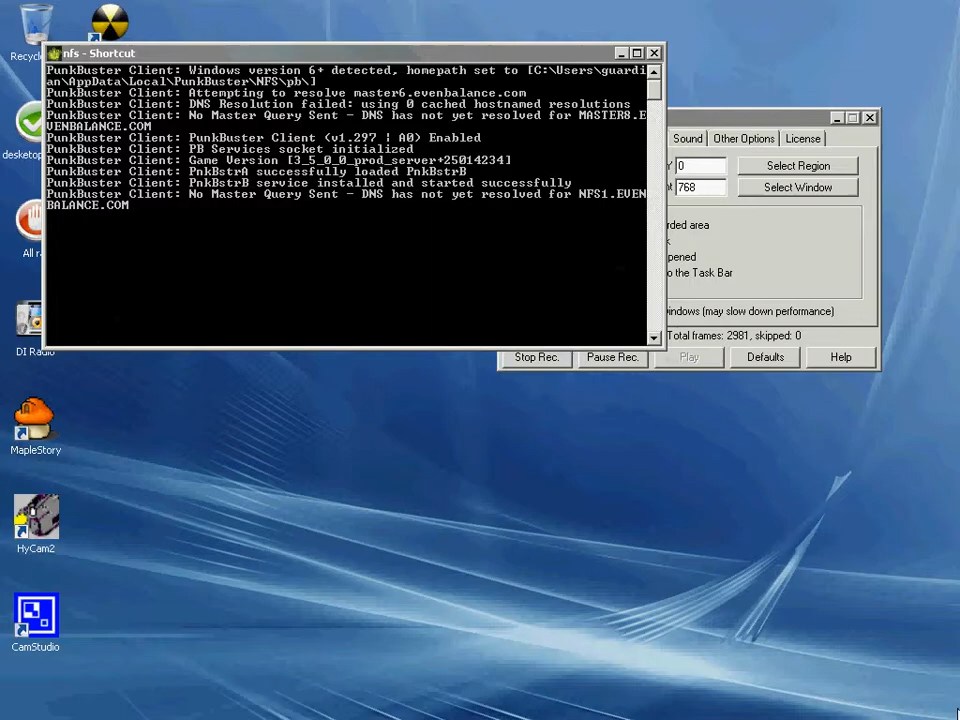 Recyc
nfs - Shortcut
PunkBuster Client: Windows version 6+ detected, homepath set to [C:\Users\guardi
an\AppData\Local\PunkBuster\NFS\pb\]
PunkBuster Client: Attempting to resolve master6.evenbalance.com
PunkBuster Client: DNS Resolution failed: using 0 cached hostnamed resolutions
PunkBuster Client: No Master Query Sent - DNS has not yet resolved for MASTER8.E
VENBALANCE.COM
PunkBuster Client: PunkBuster Client (v1.297 | A0) Enabled
PunkBuster Client: PB Services socket initialized
PunkBuster Client: Game Version [3_5_0_0_prod_server+25014234]
PunkBuster Client: PnkBstrA successfully loaded PnkBstrB
PunkBuster Client: PnkBstrB service installed and started successfully
PunkBuster Client: No Master Query Sent - DNS has not yet resolved for NFS1.EVEN
BALANCE.COM
Sound Other Options License
Y 0 Select Region
t 768 Select Window
rded area
k
pened
o the Task Bar
indows (may slow down performance)
Total frames: 2981, skipped: 0
Stop Rec. Pause Rec. Play Defaults Help
desketop
All ra
DI Radio
MapleStory
HyCam2
CamStudio